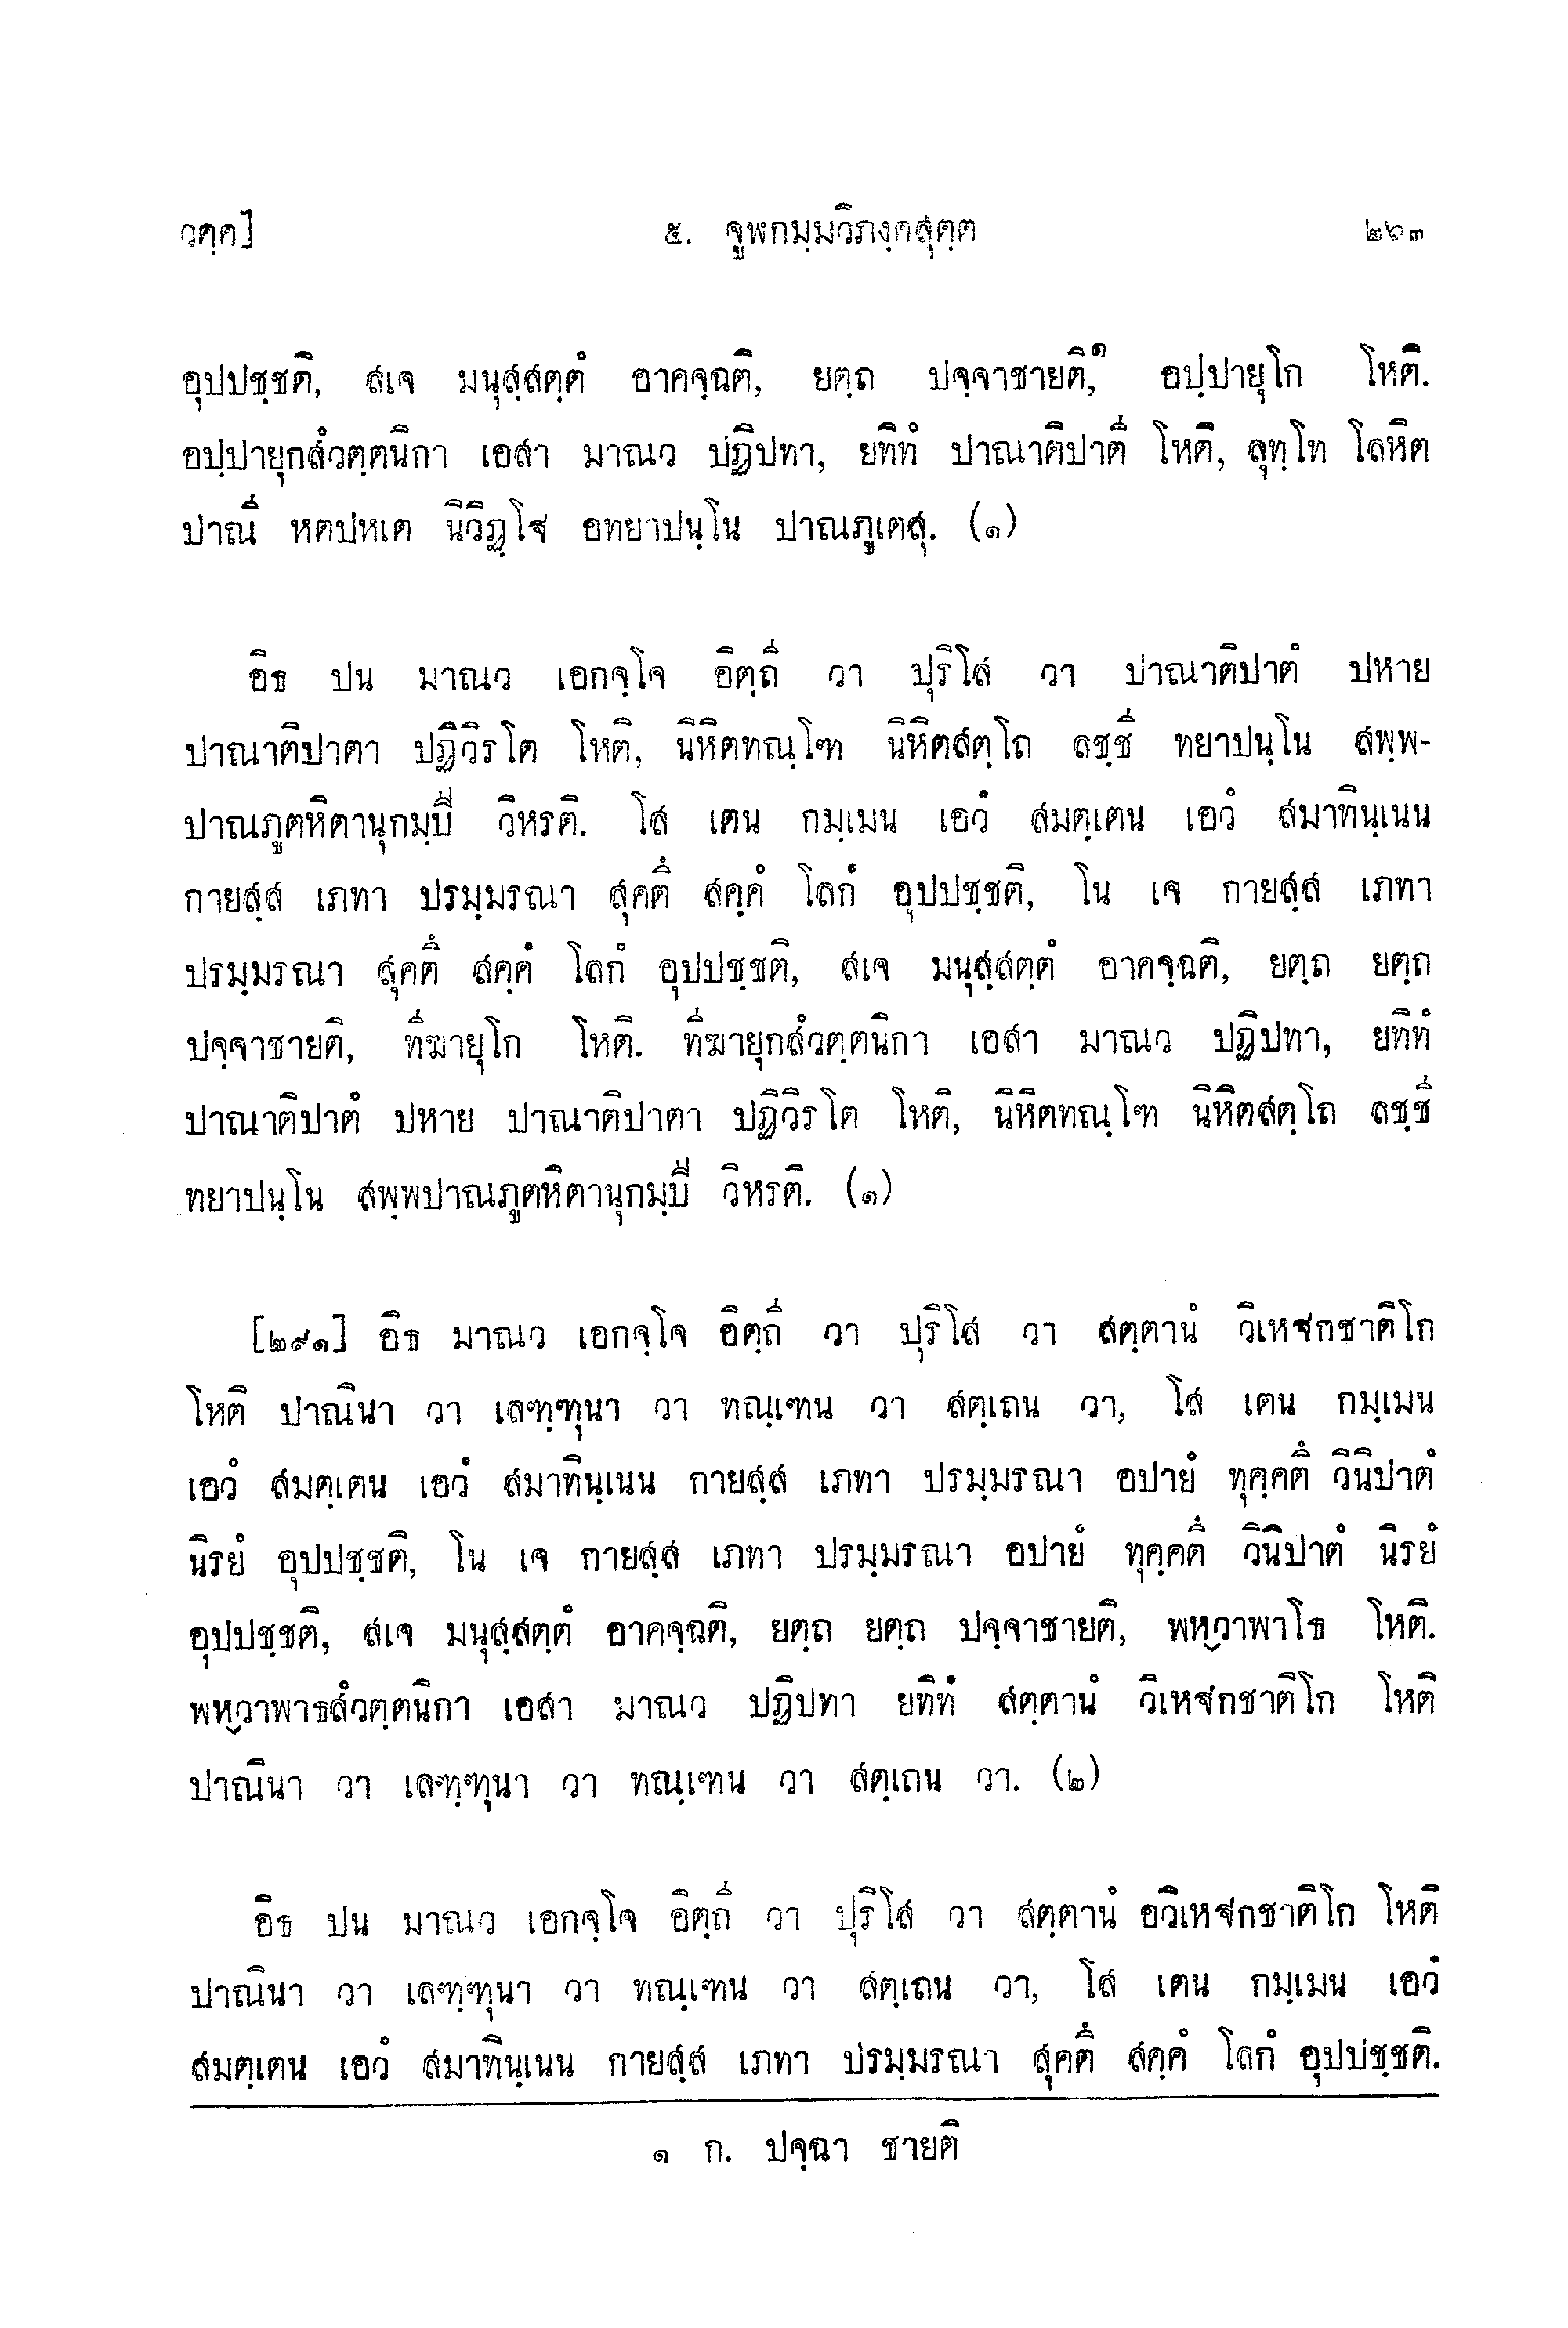 วคฺค] ๕. จูฬกมฺมวิภงฺคสุตฺต ๒๖๓
อุปปชฺชติ, สเจ มนุสฺสตฺตํ อาคจฺฉติ, ยตฺถ ปจฺจาชายติ,๑ อปฺปายุโก โหติ.
อปฺปายุกสํวตฺตนิกา เอสา มาณว ปฏิปทา, ยทิทํ ปาณาติปาตี โหติ, ลุทฺโท โลหิต
ปาณี หตปหเต นิวิฏฺโฐ อทยาปนฺโน ปาณภูเตสุ. (๑)
อิธ ปน มาณว เอกจฺโจ อิตฺถี วา ปุริโส วา ปาณาติปาตํ ปหาย
ปาณาติปาตา ปฏิวิรโต โหติ, นิหิตทณฺโฑ นิหิตสตฺโถ ลชฺชี ทยาปนฺโน สพฺพ-
ปาณภูตหิตานุกมฺปี วิหรติ. โส เตน กมฺเมน เอวํ สมตฺเตน เอวํ สมาทินฺเนน
กายสฺส เภทา ปรมฺมรณา สุคตึ สคฺคํ โลกํ อุปปชฺชติ, โน เจ กายสฺส เภทา
ปรมฺมรณา สุคตึ สคฺคํ โลกํ อุปปชฺชติ, สเจ มนุสฺสตฺตํ อาคจฺฉติ, ยตฺถ ยตฺถ
ปจฺจาชายติ, ทีฆายุโก โหติ. ทีฆายุกสํวตฺตนิกา เอสา มาณว ปฏิปทา, ยทิทํ
ปาณาติปาตํ ปหาย ปาณาติปาตา ปฏิวิรโต โหติ, นิหิตทณฺโฑ นิหิตสตฺโถ ลชฺชี
ทยาปนฺโน สพฺพปาณภูตหิตานุกมฺปี วิหรติ. (๑)
[๒๙๑] อิธ มาณว เอกจฺโจ อิตฺถี วา ปุริโส วา สตฺตานํ วิเหฐกชาติโก
โหติ ปาณินา วา เลฑฺฑุนา วา ทณฺเฑน วา สตฺเถน วา, โส เตน กมฺเมน
เอวํ สมตฺเตน เอวํ สมาทินฺเนน กายสฺส เภทา ปรมฺมรณา อปายํ ทุคฺคตึ วินิปาตํ
นิรยํ อุปปชฺชติ, โน เจ กายสฺส เภทา ปรมฺมรณา อปายํ ทุคฺคตึ วินิปาตํ นิรยํ
อุปปชฺชติ, สเจ มนุสฺสตฺตํ อาคจฺฉติ, ยตฺถ ยตฺถ ปจฺจาชายติ, พหฺวาพาโธ โหติ.
พหฺวาพาธสํวตฺตนิกา เอสา มาณว ปฏิปทา ยทิทํ สตฺตานํ วิเหฐกชาติโก โหติ
ปาณินา วา เลฑฺฑุนา วา ทณฺเฑน วา สตฺเถน วา. (๒)
อิธ ปน มาณว เอกจฺโจ อิตฺถี วา ปุริโส วา สตฺตานํ อวิเหฐกชาติโก โหติ
ปาณินา วา เลฑฺฑุนา วา ทณฺเฑน วา สตฺเถน วา, โส เตน กมฺเมน เอวํ
สมตฺเตน เอวํ สมาทินฺเนน กายสฺส เภทา ปรมฺมรณา สุคตึ สคฺคํ โลกํ อุปปชฺชติ.
๑ ก. ปจฺฉา ชายติ